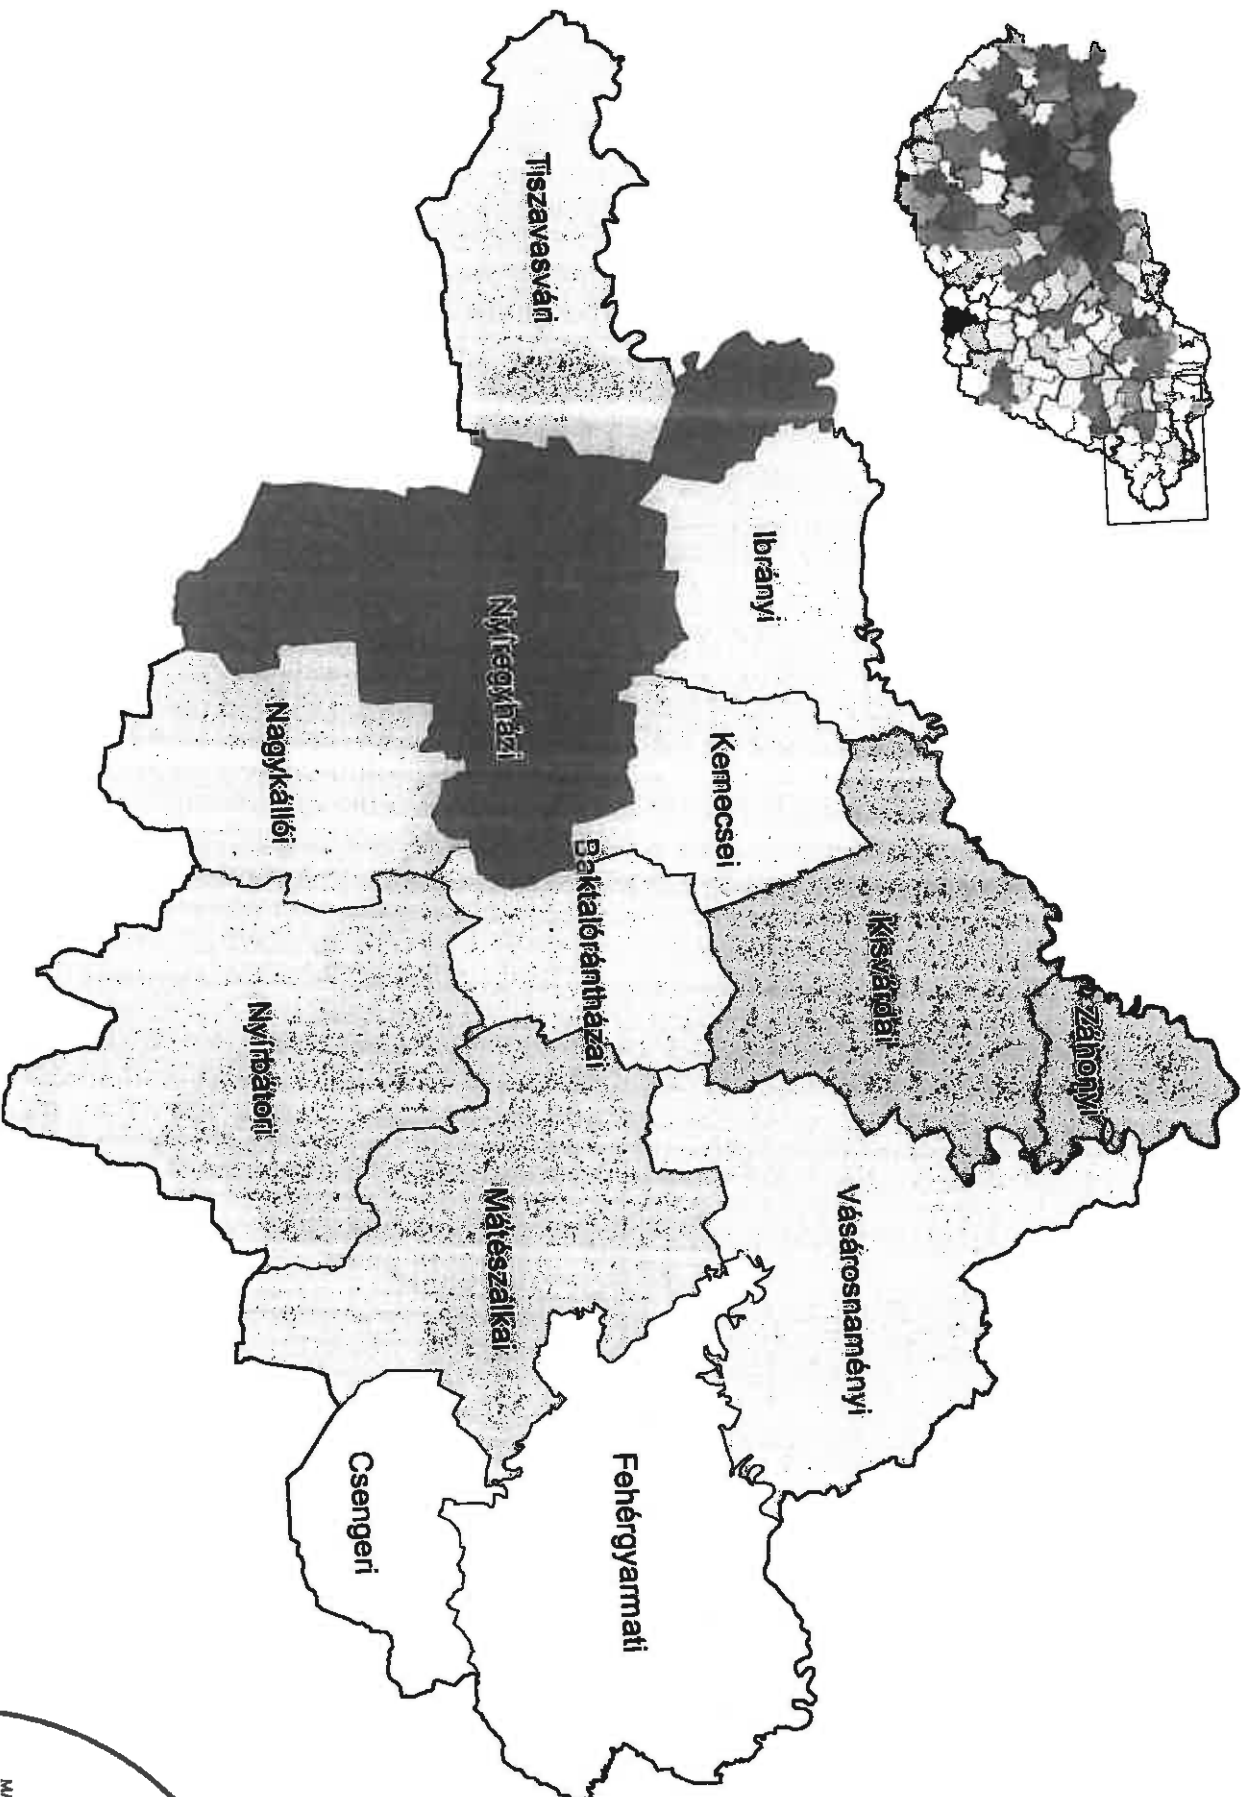 Záhonyi
Kisvárdai
Ibrányi
Vásárosnaményi
Kemecsei
Tiszavasvári
Baktalórántházai
Fehérgyarmati
Nyíregyházi
Mátészalkai
Nagykállói
Nyírbátori
Csengeri